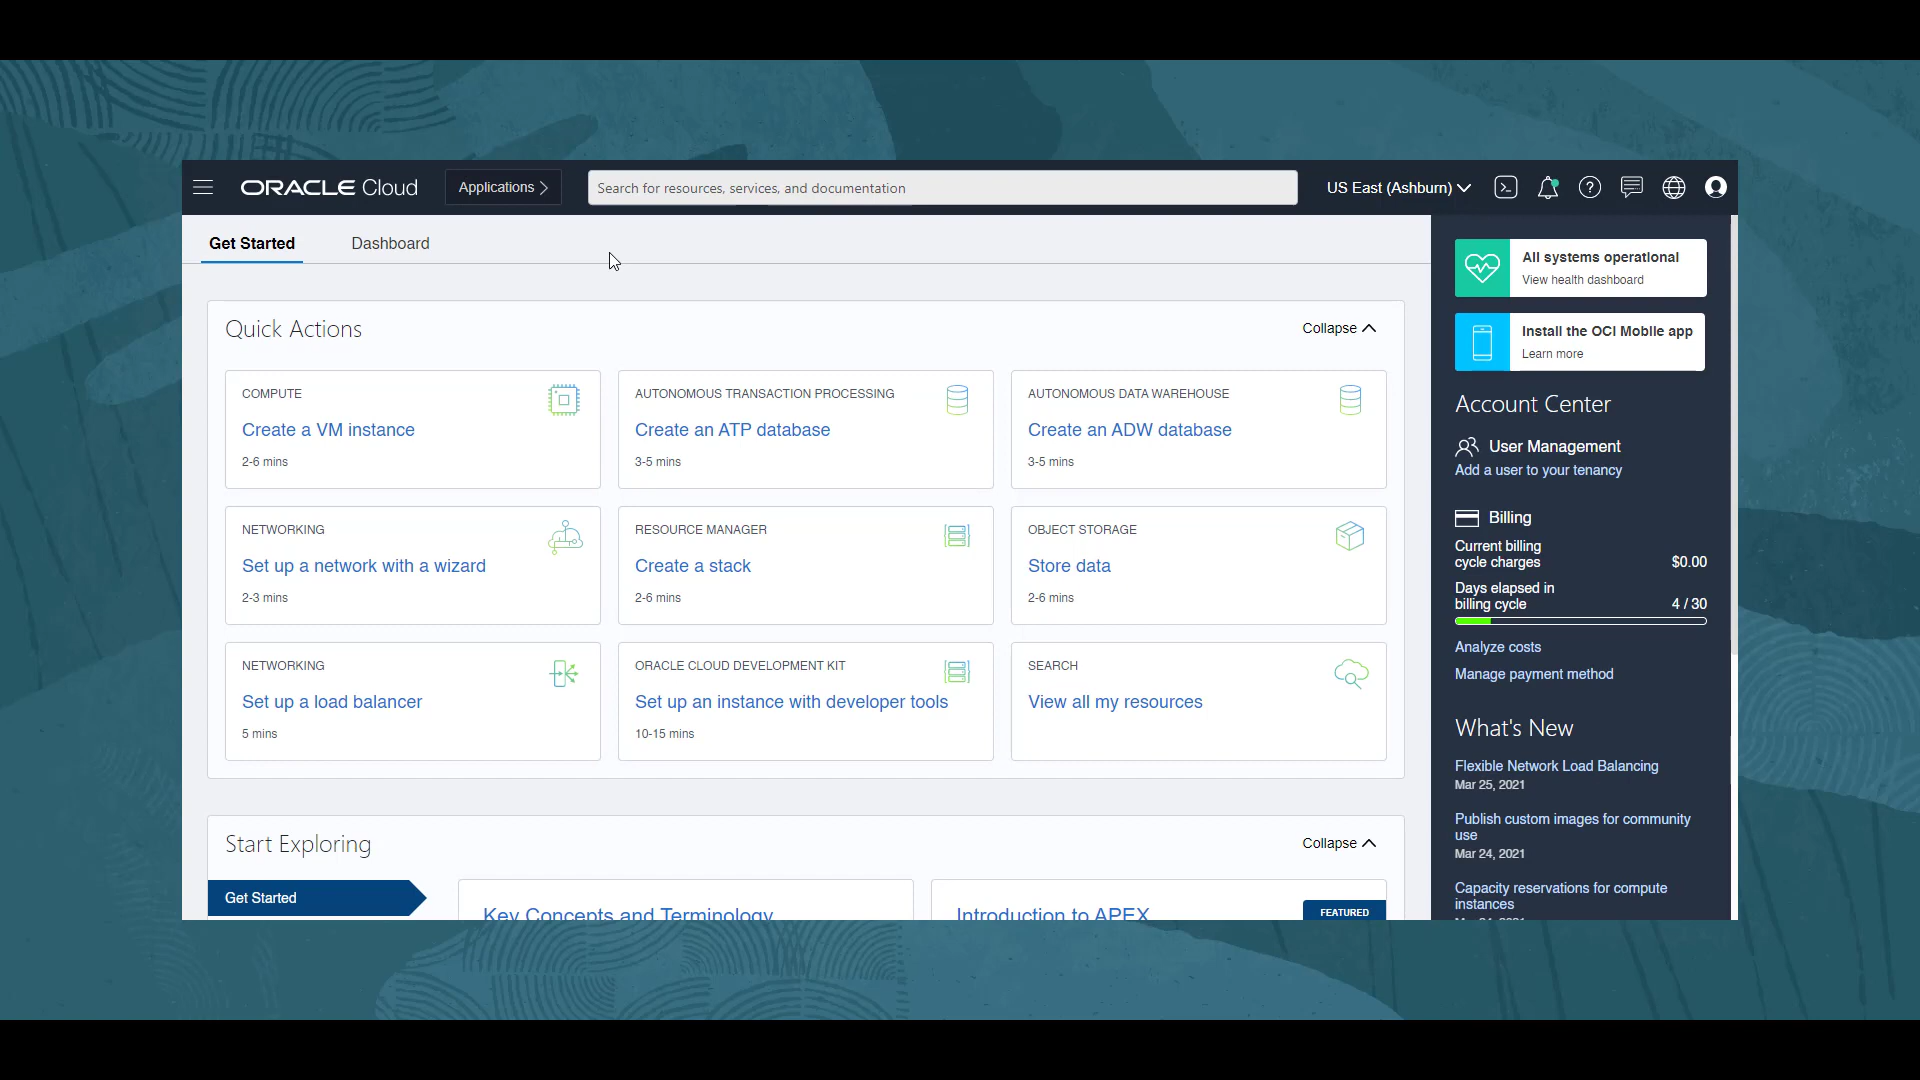 ORACLE Cloud
Applications
Search for resources, services, and documentation
US East (Ashburn)
Get Started
Dashboard
Quick Actions
Collapse
COMPUTE
Create a VM instance
2-6 mins
AUTONOMOUS TRANSACTION PROCESSING
Create an ATP database
3-5 mins
AUTONOMOUS DATA WAREHOUSE
Create an ADW database
3-5 mins
NETWORKING
Set up a network with a wizard
2-3 mins
RESOURCE MANAGER
Create a stack
2-6 mins
OBJECT STORAGE
Store data
2-6 mins
NETWORKING
Set up a load balancer
5 mins
ORACLE CLOUD DEVELOPMENT KIT
Set up an instance with developer tools
10-15 mins
SEARCH
View all my resources
Start Exploring
Collapse
Get Started
Key Concepts and Terminology
Introduction to APEX
FEATURED
All systems operational
View health dashboard
Install the OCI Mobile app
Learn more
Account Center
User Management
Add a user to your tenancy
Billing
Current billing
cycle charges
$0.00
Days elapsed in
billing cycle
4 / 30
Analyze costs
Manage payment method
What's New
Flexible Network Load Balancing
Mar 25, 2021
Publish custom images for community
use
Mar 24, 2021
Capacity reservations for compute
instances